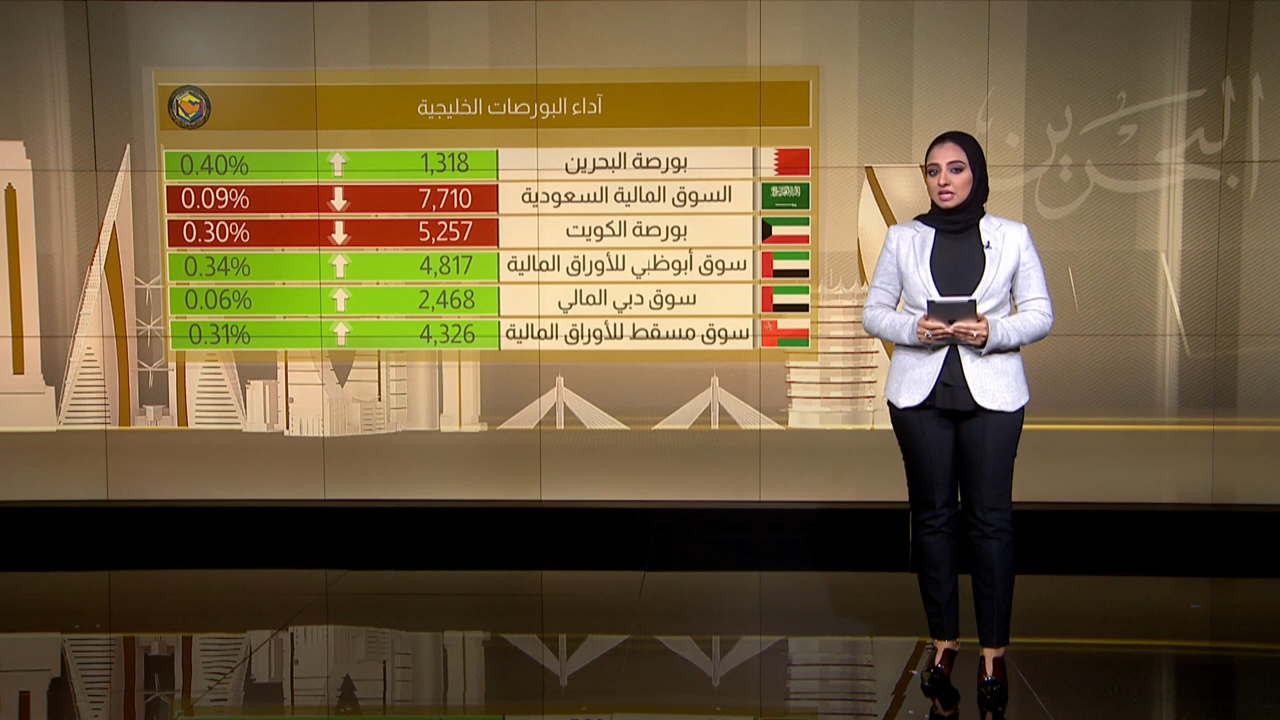 آداء البورصات الخليجية
بورصة البحرين 1,318 0.40%
السوق المالية السعودية 7,710 0.09%
بورصة الكويت 5,257 0.30%
سوق أبوظبي للأوراق المالية 4,817 0.34%
سوق دبي المالي 2,468 0.06%
سوق مسقط للأوراق المالية 4,326 0.31%
البحرين